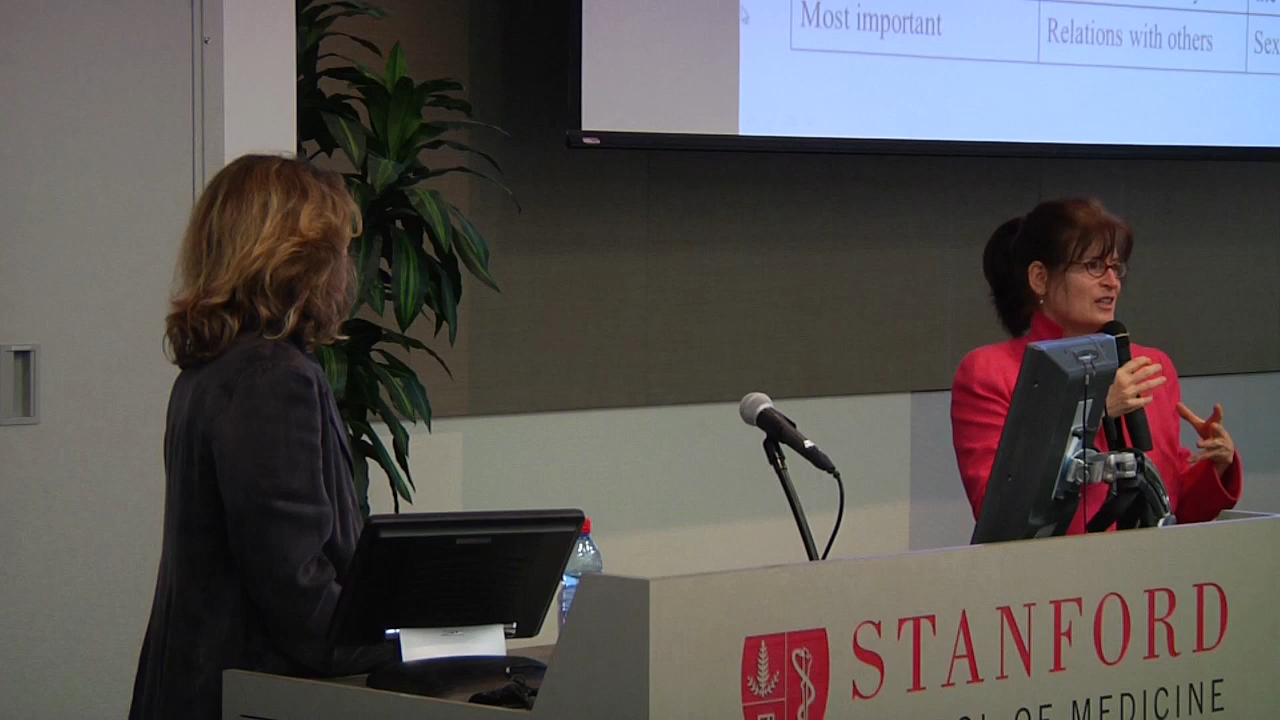 Most important
Relations with others
Sex
STANFORD
OF MEDICINE